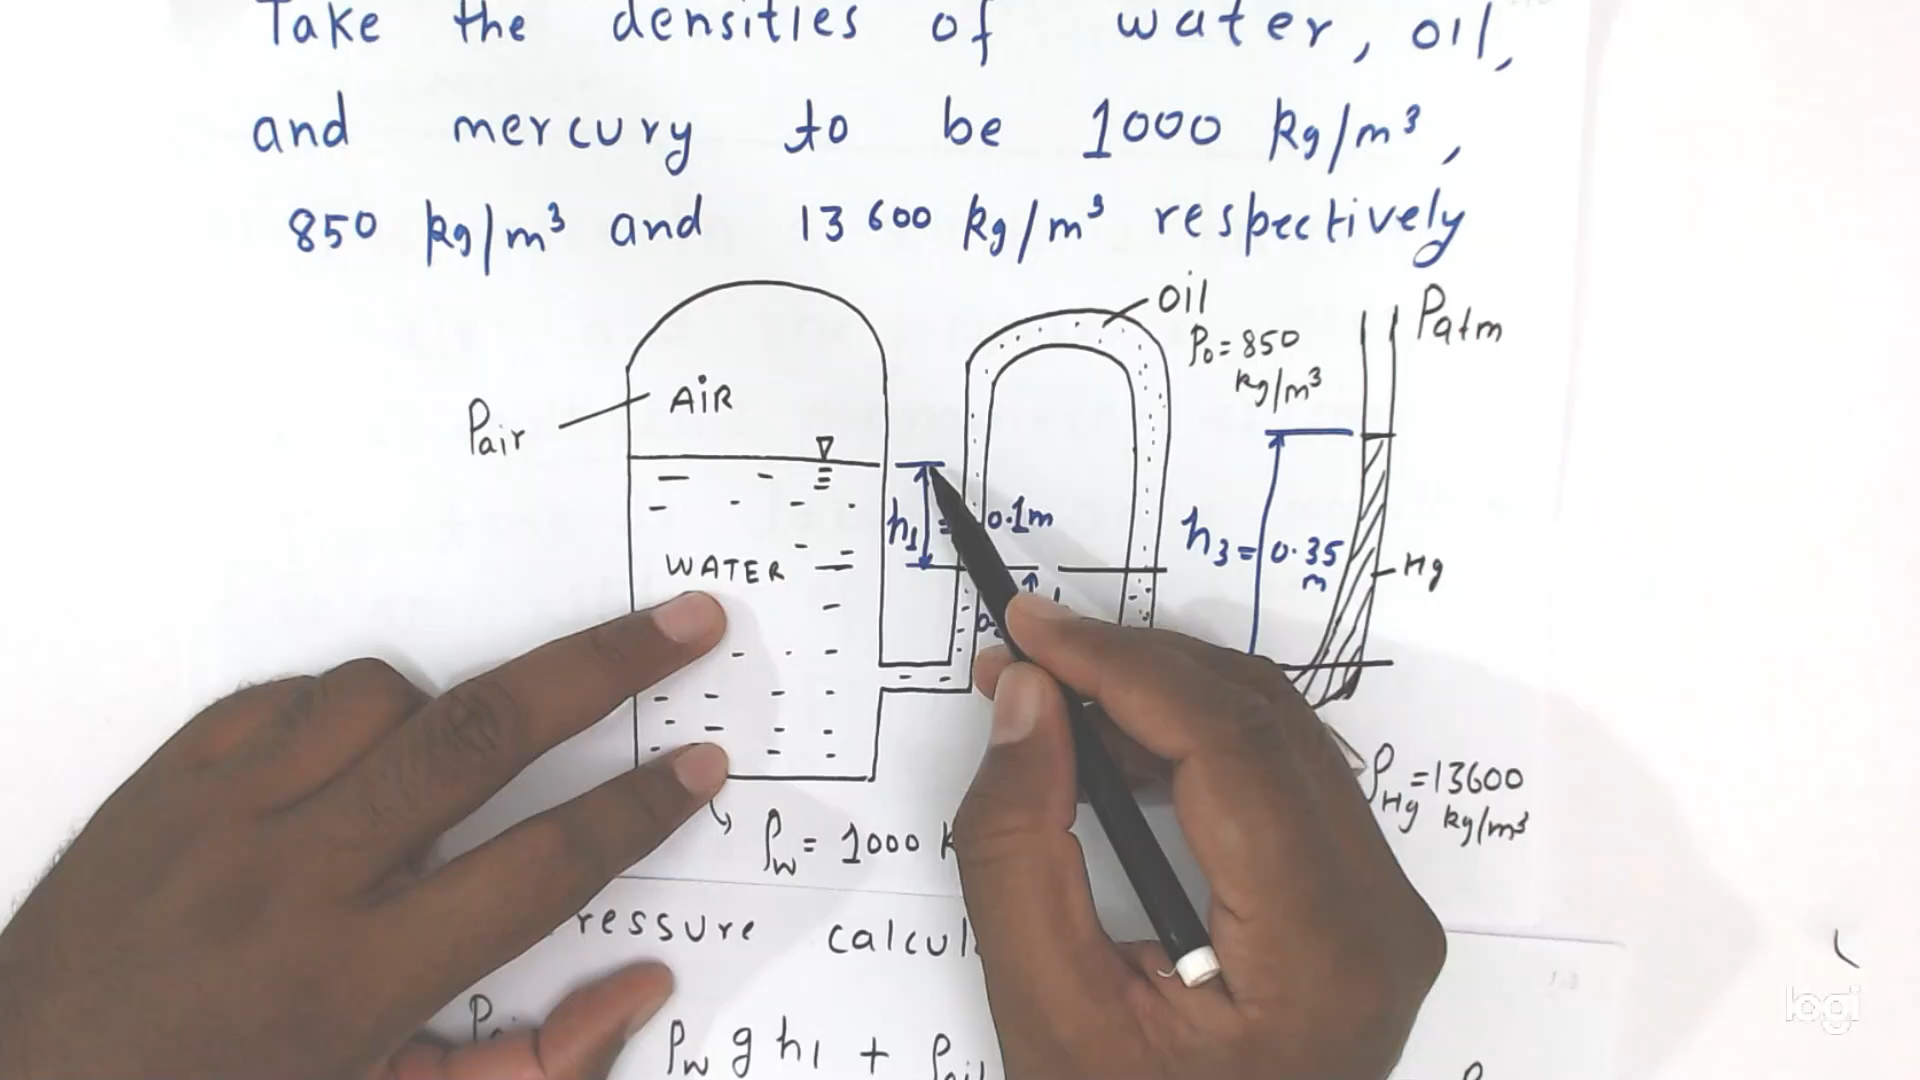 Take the densities of water, oil,
and mercury to be 1000 kg/m³,
850 kg/m³ and 13600 kg/m³ respectively
oil
ρo = 850
kg/m³
Patm
Pair
AiR
h1 = 0.1m
h3 = 0.35
m
WATER
Hg
ρHg = 13600
kg/m³
ρw = 1000
ρw g h1 +
logi